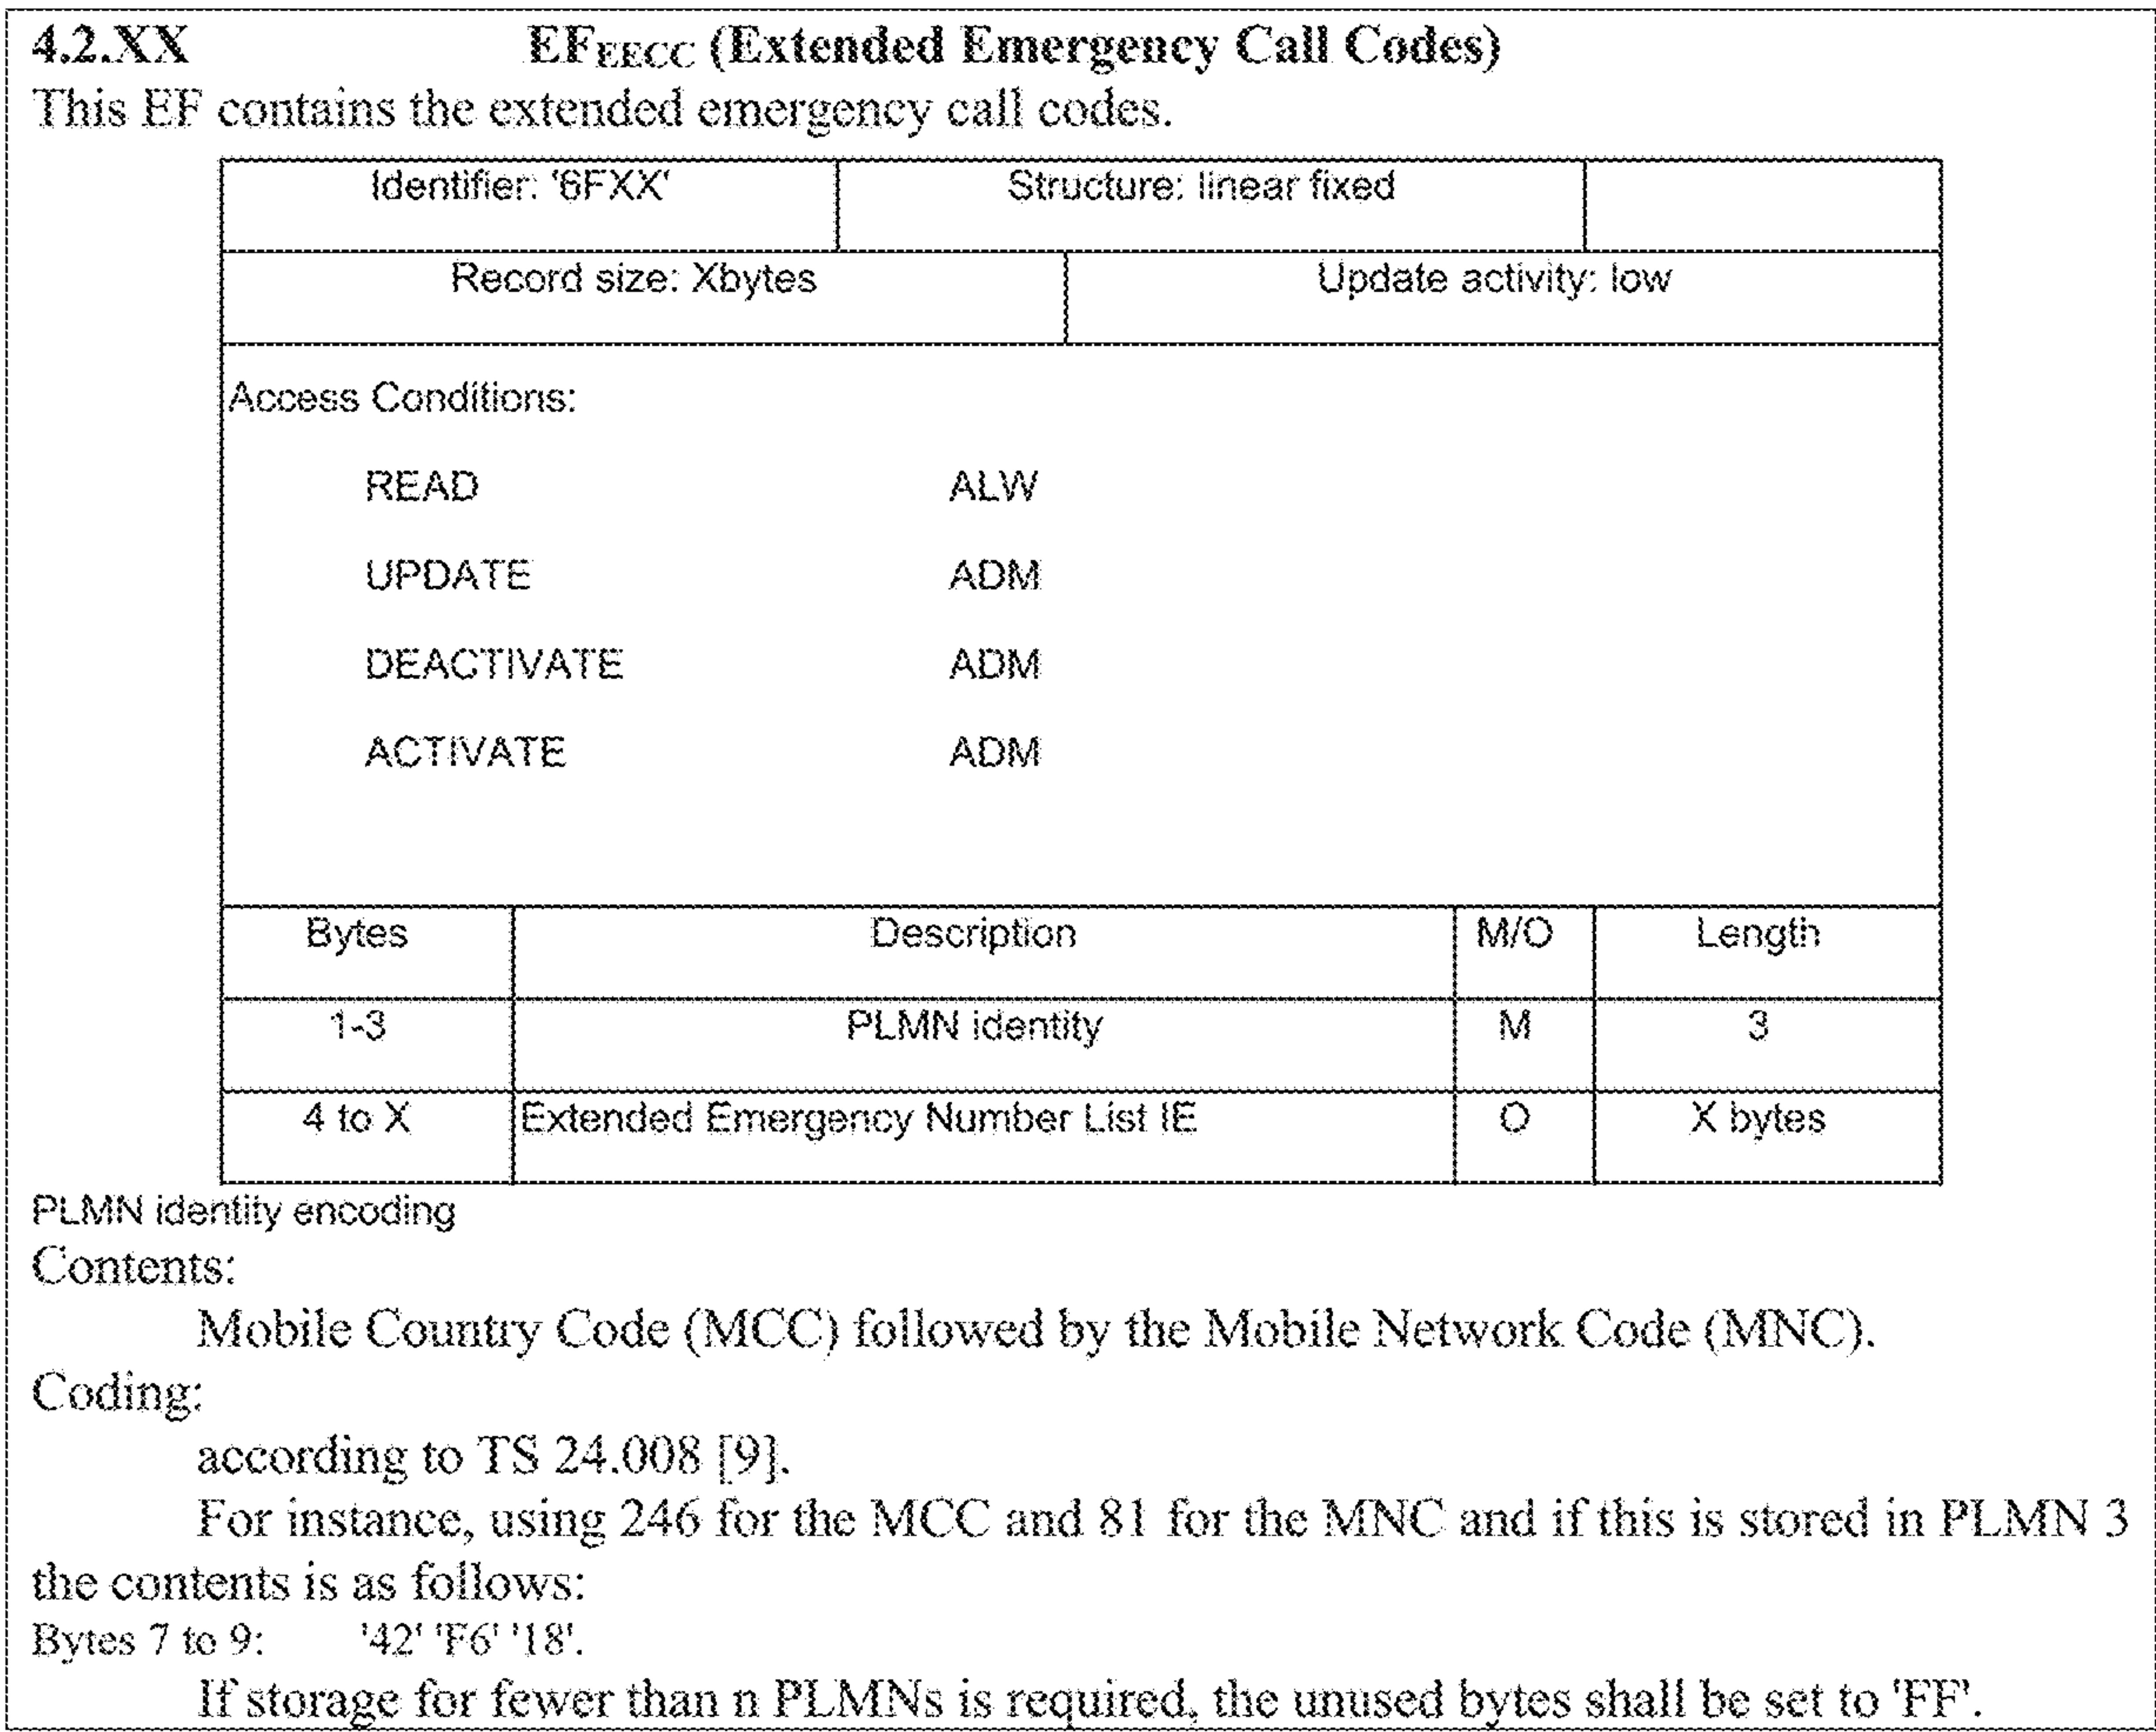 4.2.XX EFEECC (Extended Emergency Call Codes)
This EF contains the extended emergency call codes.
Identifier: '6FXX' Structure: linear fixed
Record size: Xbytes Update activity: low
Access Conditions:
READ ALW
UPDATE ADM
DEACTIVATE ADM
ACTIVATE ADM
Bytes Description M/O Length
1-3 PLMN identity M 3
4 to X Extended Emergency Number List IE O X bytes
PLMN identity encoding
Contents:
Mobile Country Code (MCC) followed by the Mobile Network Code (MNC).
Coding:
according to TS 24.008 [9].
For instance, using 246 for the MCC and 81 for the MNC and if this is stored in PLMN 3
the contents is as follows:
Bytes 7 to 9: '42' 'F6' '18'.
If storage for fewer than n PLMNs is required, the unused bytes shall be set to 'FF'.